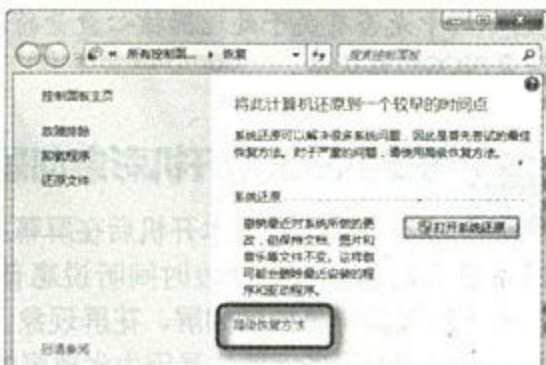 所有控制面... 恢复
搜索控制面板
控制面板主页
故障排除
卸载程序
还原文件
将此计算机还原到一个较早的时间点
系统还原可以解决很多系统问题，因此是首先尝试的最佳
恢复方法。对于严重的问题，请使用高级恢复方法。
系统还原
撤销最近对系统所做的更
改，但保持文档、图片和
音乐等文件不变。这样做
可能会删除最近安装的程
序和驱动程序。
打开系统还原
高级恢复方法
另请参阅